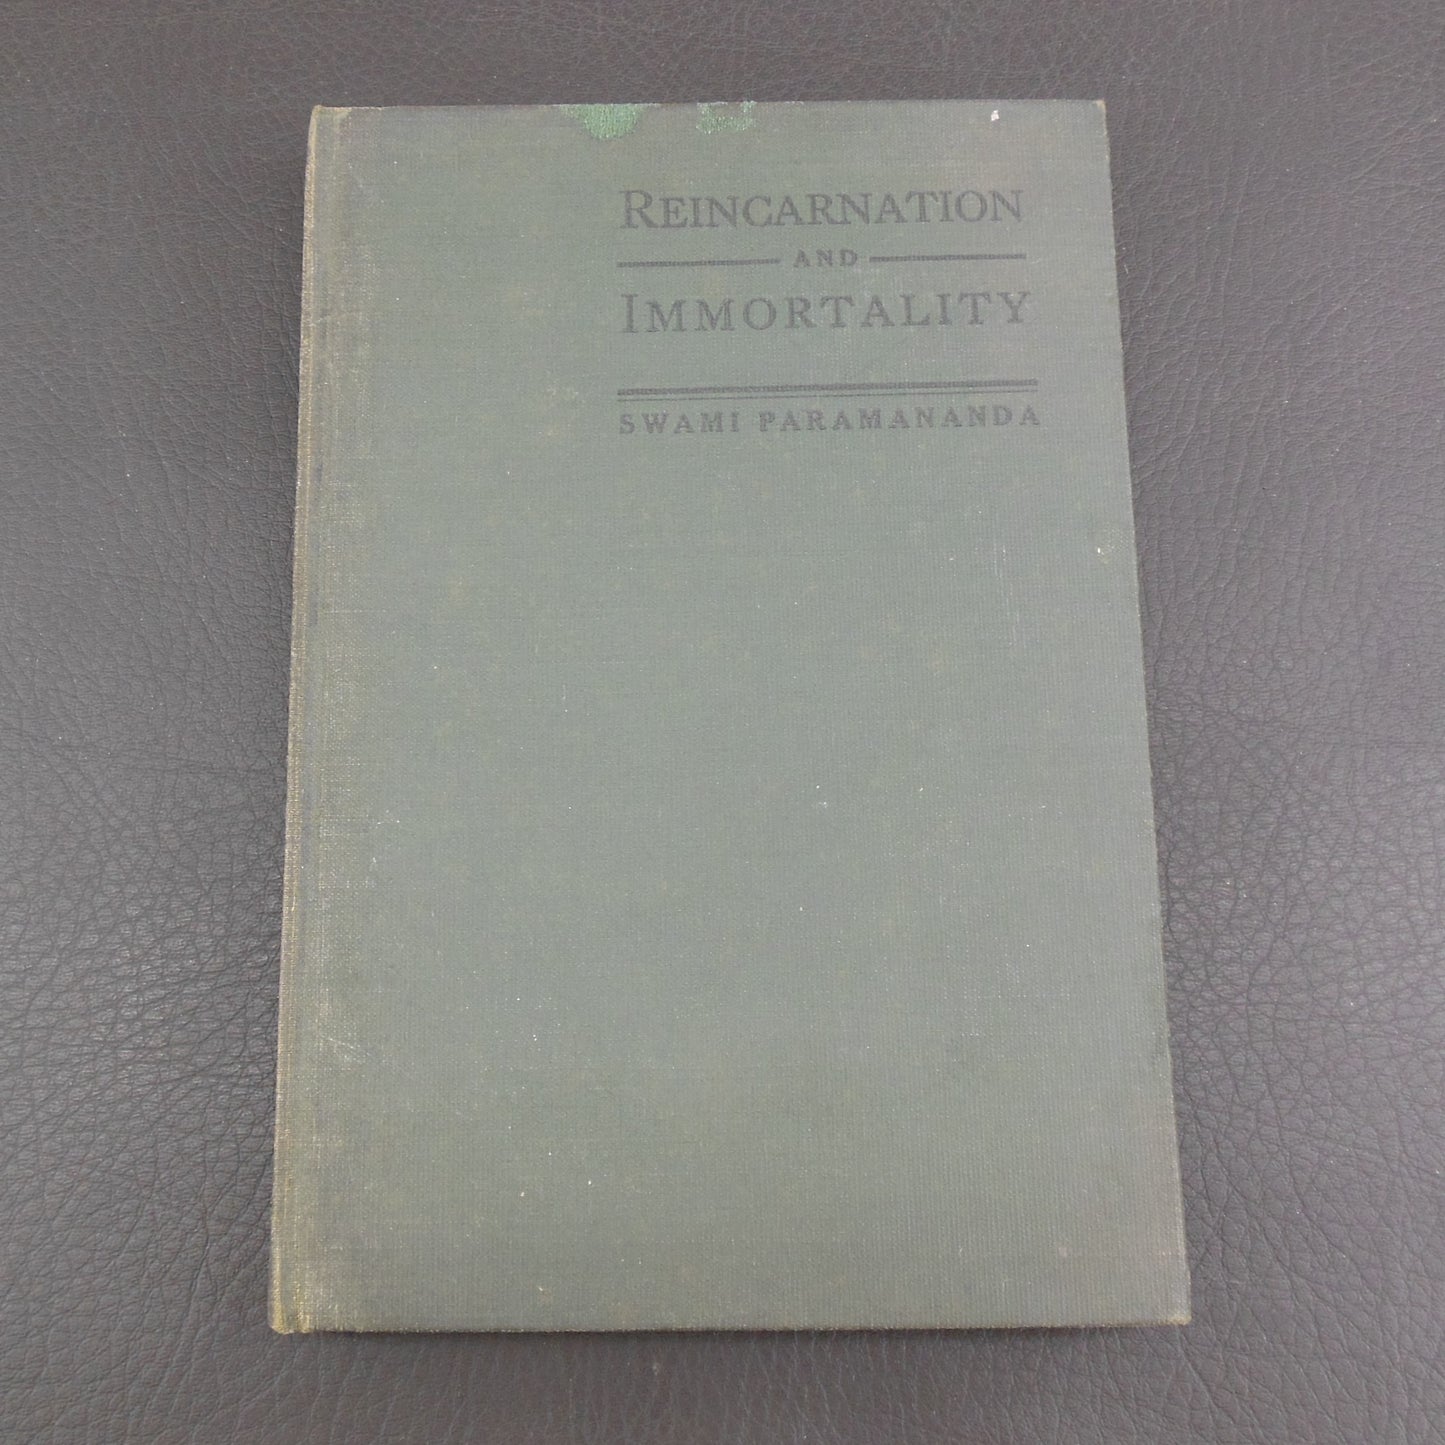 REINCARNATION
AND
IMMORTALITY
SWAMI PARAMANANDA